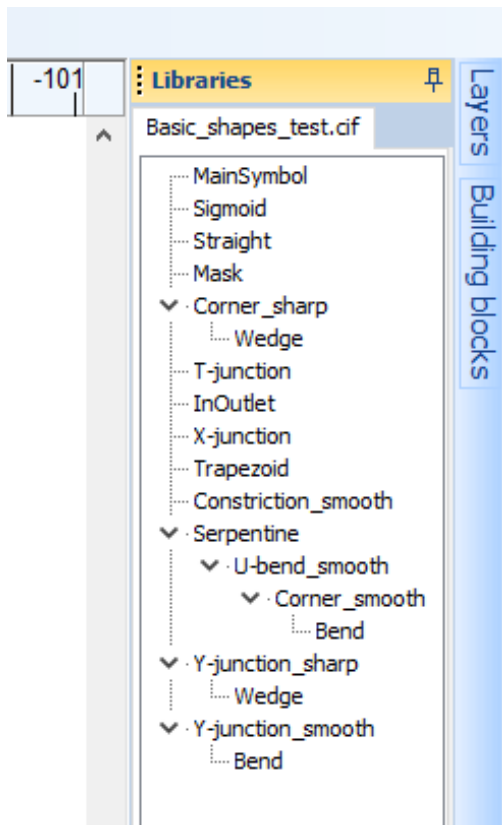 -101
Libraries
Basic_shapes_test.cif
MainSymbol
Sigmoid
Straight
Mask
Corner_sharp
Wedge
T-junction
InOutlet
X-junction
Trapezoid
Constriction_smooth
Serpentine
U-bend_smooth
Corner_smooth
Bend
Y-junction_sharp
Wedge
Y-junction_smooth
Bend
Layers
Building blocks